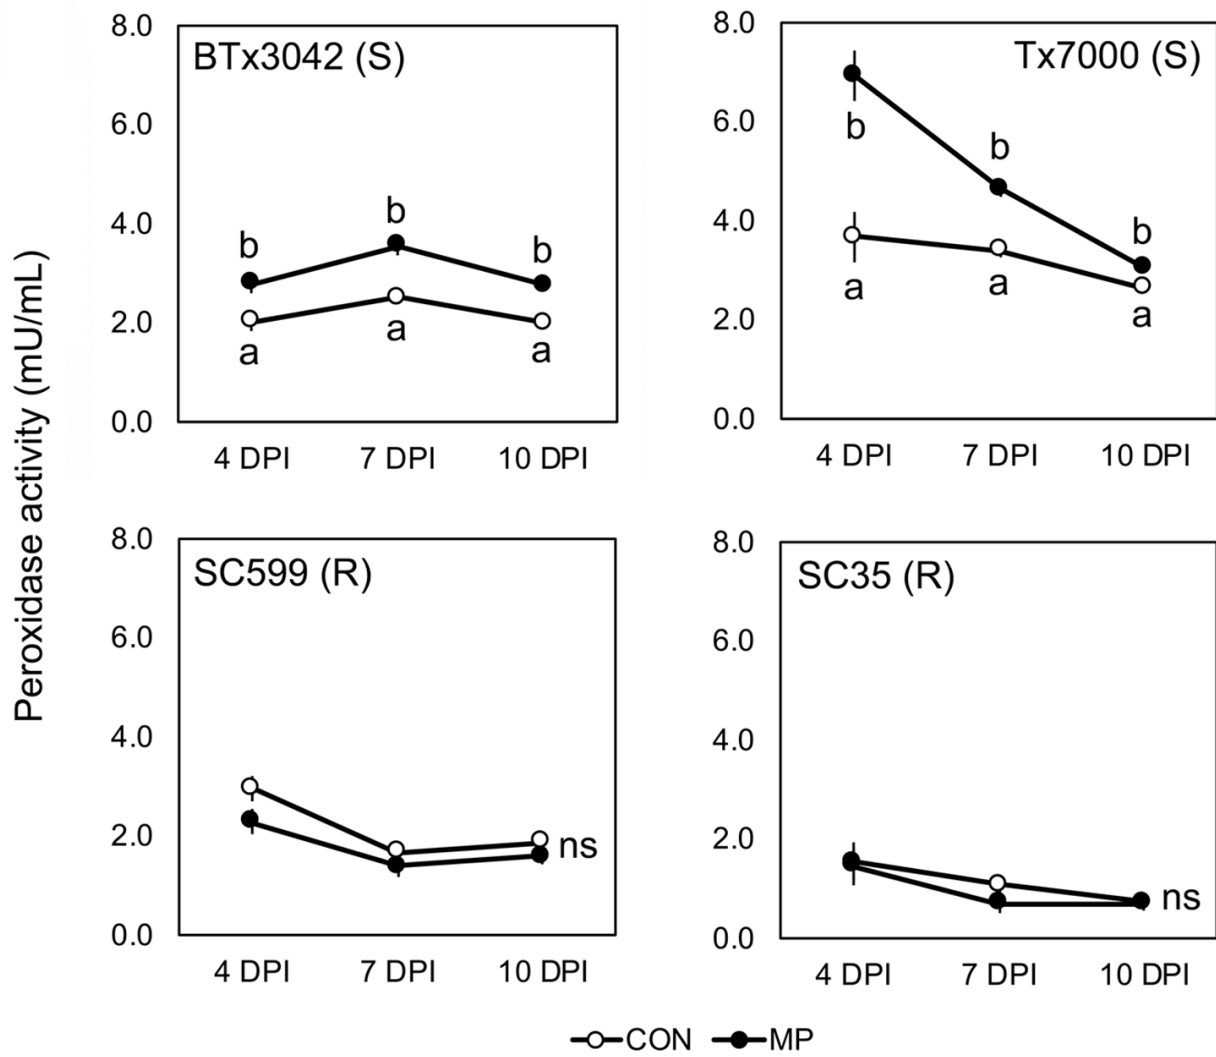 Peroxidase activity (mU/mL)
BTx3042 (S)
8.0
6.0
4.0
2.0
0.0
b
b
b
a
a
a
4 DPI 7 DPI 10 DPI
Tx7000 (S)
8.0
6.0
4.0
2.0
0.0
b
b
b
a
a
a
4 DPI 7 DPI 10 DPI
SC599 (R)
8.0
6.0
4.0
2.0
0.0
ns
4 DPI 7 DPI 10 DPI
SC35 (R)
8.0
6.0
4.0
2.0
0.0
ns
4 DPI 7 DPI 10 DPI
CON MP